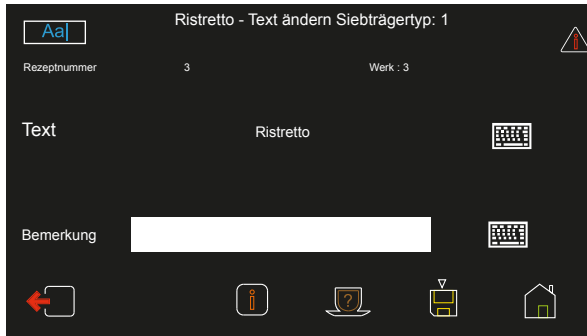 Aa
Ristretto - Text ändern Siebträgertyp: 1
Rezeptnummer 3 Werk : 3
Text Ristretto
Bemerkung
i
?